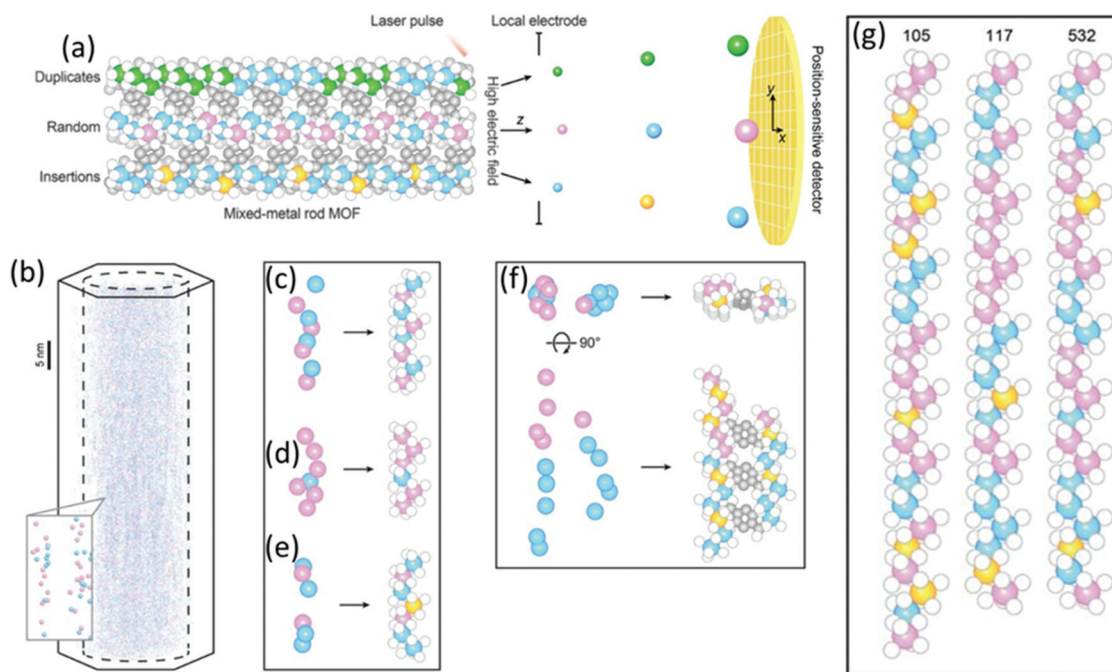 (a)
Laser pulse
Local electrode
Duplicates
Random
Insertions
Mixed-metal rod MOF
High electric field
z
y
x
Position-sensitive detector
(b)
5 nm
(c)
(d)
(e)
(f)
90°
(g)
105 117 532